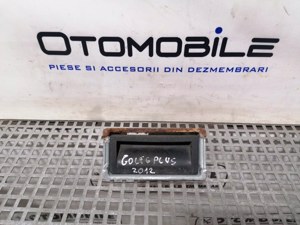 OTOMOBILE
PIESE SI ACCESORII DIN DEZMEMBRARI
GOLF 6 PLUS
2012